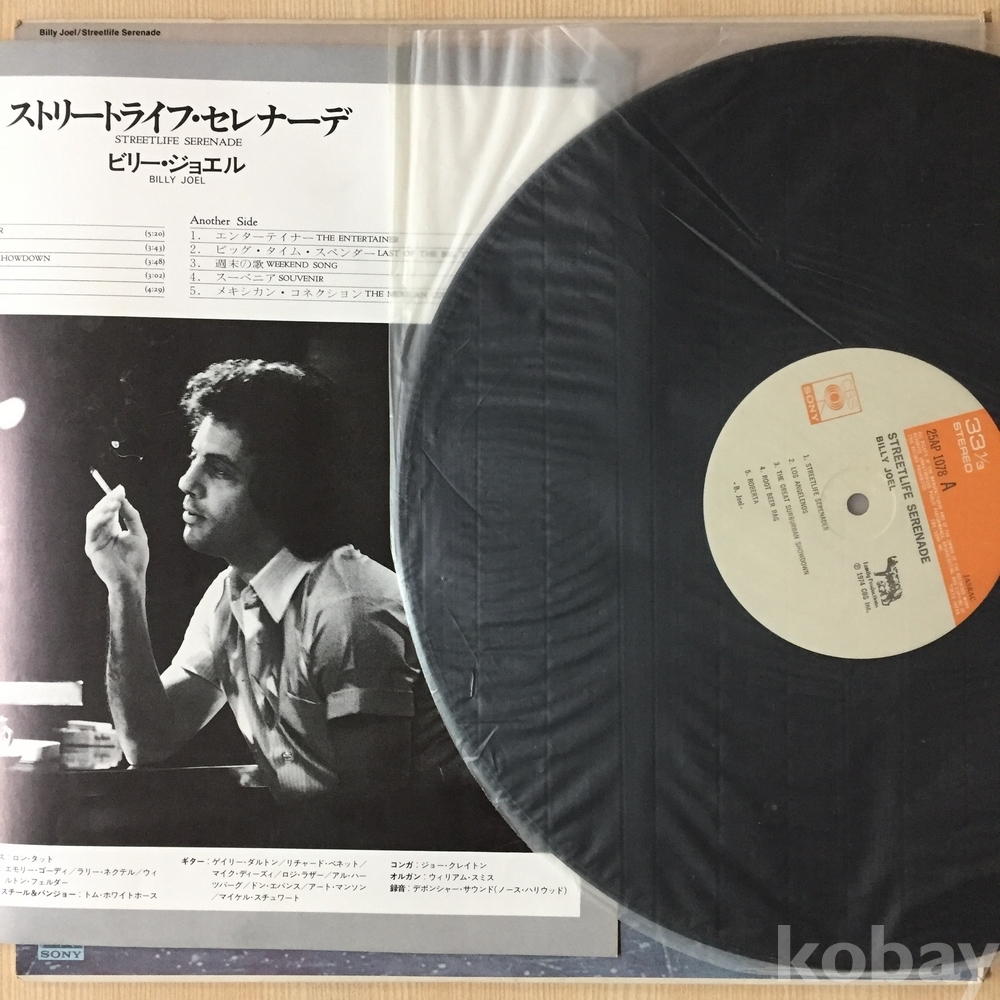 Billy Joel/Streetlife Serenade
ストリートライフ・セレナーデ
STREETLIFE SERENADE
ビリー・ジョエル
BILLY JOEL
R (5:20)
(3:43)
SHOWDOWN (3:48)
(3:02)
(4:29)
Another Side
1. エンターテイナー THE ENTERTAINER
2. ビッグ・タイム・スペンダー LAST OF THE
3. 週末の歌 WEEKEND SONG
4. スーベニア SOUVENIR
5. メキシカン・コネクション THE MEXICAN
CBS
SONY
33 1/3
STEREO
25AP 1078 A
STREETLIFE SERENADE
BILLY JOEL
1. STREETLIFE SERENADER
2. LOS ANGELENOS
3. THE GREAT SUBURBAN SHOWDOWN
4. ROOT BEER RAG
5. ROBERTA
-B. Joel-
Family Productions
℗ 1974 CBS Inc.
JASRAC
ス ロン・タット
エモリー・ゴーディ／ラリー・ネクテル／ウィ
ルトン・フェルダー
スチール&バンジョー：トム・ホワイトホース
ギター：ゲイリー・ダルトン／リチャード・ベネット／
マイク・ディーズィ／ロジ・ラザー／アル・ハー
ツバーグ／ドン・エバンス／アート・マンソン
／マイケル・スチュワート
コンガ：ジョー・クレイトン
オルガン：ウィリアム・スミス
録音：デボンシャー・サウンド(ノース・ハリウッド)
SONY
kobay